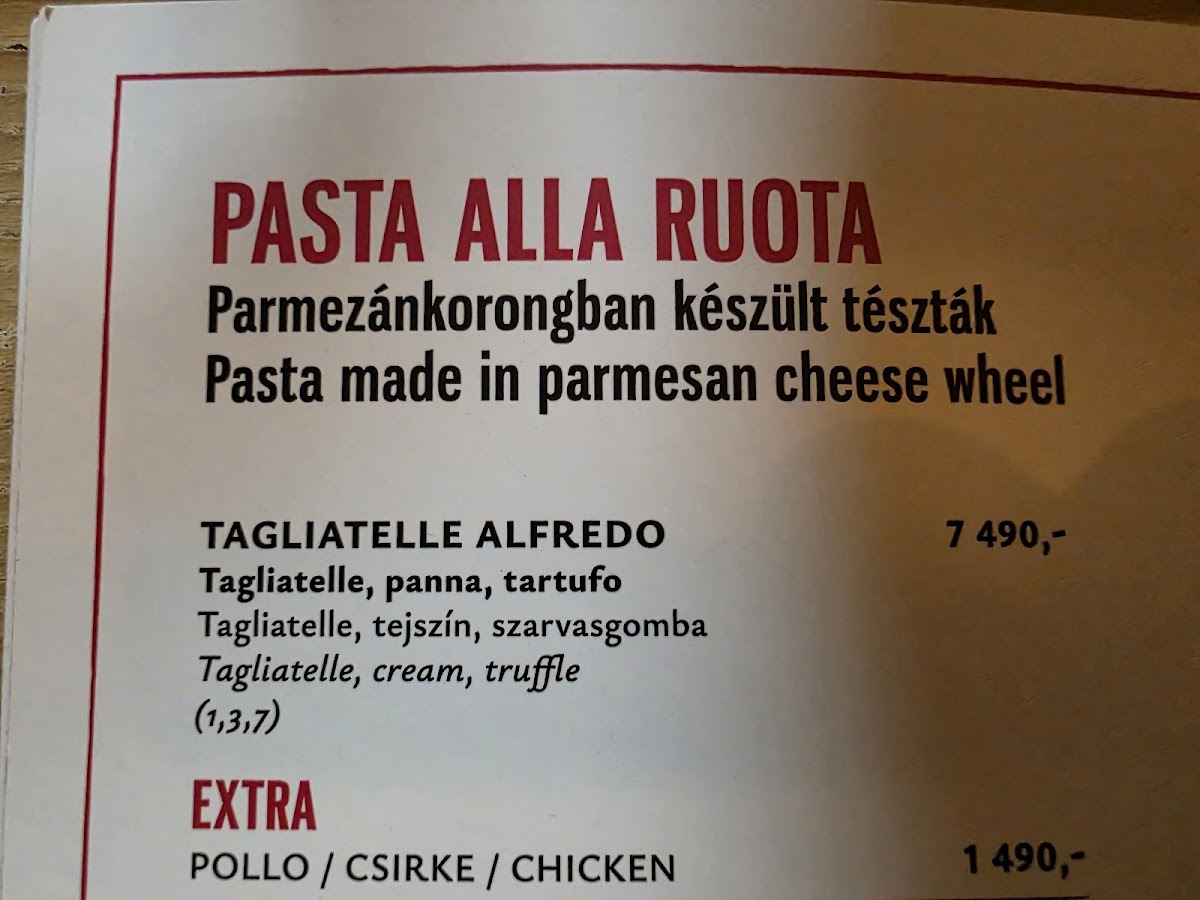 PASTA ALLA RUOTA
Parmezánkorongban készült tészták
Pasta made in parmesan cheese wheel
TAGLIATELLE ALFREDO 7 490,-
Tagliatelle, panna, tartufo
Tagliatelle, tejszín, szarvasgomba
Tagliatelle, cream, truffle
(1,3,7)
EXTRA
POLLO / CSIRKE / CHICKEN 1 490,-